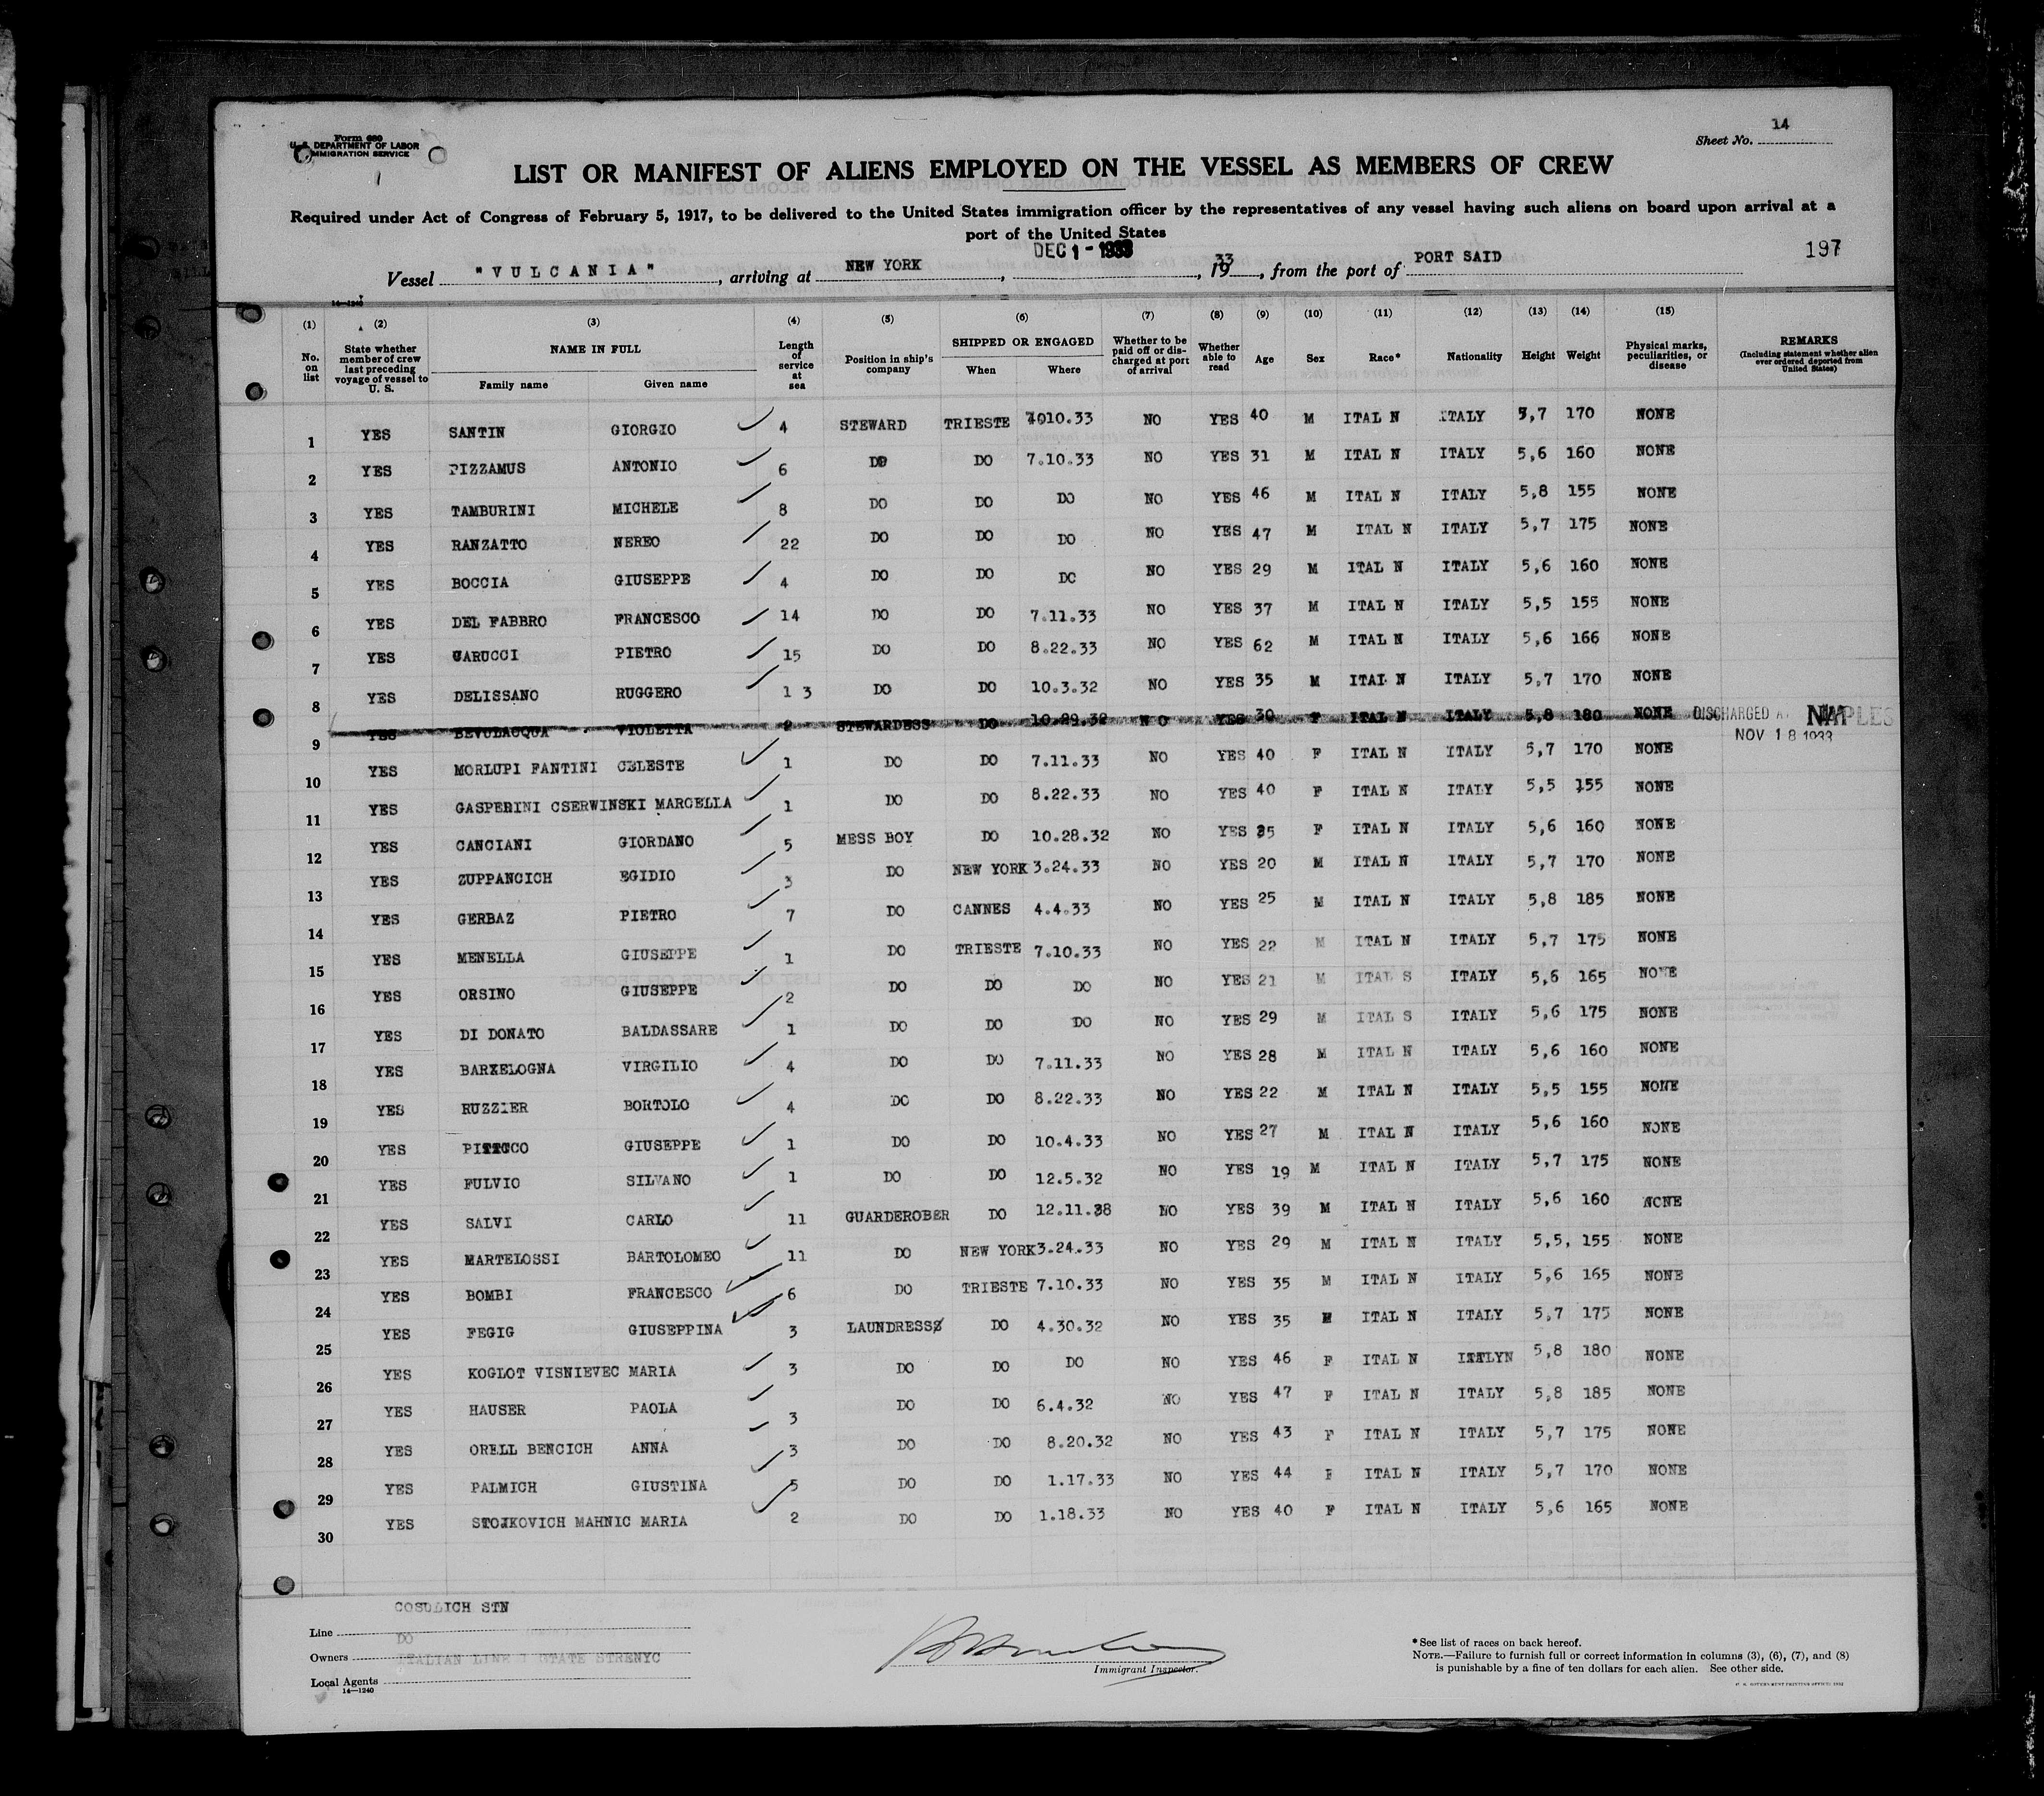 Form 680
U. S. DEPARTMENT OF LABOR
IMMIGRATION SERVICE
Sheet No. 14
LIST OR MANIFEST OF ALIENS EMPLOYED ON THE VESSEL AS MEMBERS OF CREW
Required under Act of Congress of February 5, 1917, to be delivered to the United States immigration officer by the representatives of any vessel having such aliens on board upon arrival at a
port of the United States
197
Vessel "VULCANIA", arriving at NEW YORK, DEC 1 - 1933, 1933, from the port of PORT SAID
14—1240
(1) (2) (3) (4) (5) (6) (7) (8) (9) (10) (11) (12) (13) (14) (15)
No. on list State whether member of crew last preceding voyage of vessel to U. S. NAME IN FULL Family name Given name Length of service at sea Position in ship's company SHIPPED OR ENGAGED When Where Whether to be paid off or discharged at port of arrival Whether able to read Age Sex Race* Nationality Height Weight Physical marks, peculiarities, or disease REMARKS (Including statement whether alien ever ordered deported from United States)
1 YES SANTIN GIORGIO 4 STEWARD TRIESTE 7.10.33 NO YES 40 M ITAL N ITALY 5,7 170 NONE
2 YES PIZZAMUS ANTONIO 6 DO DO 7.10.33 NO YES 31 M ITAL N ITALY 5,6 160 NONE
3 YES TAMBURINI MICHELE 8 DO DO DO NO YES 46 M ITAL N ITALY 5,8 155 NONE
4 YES RANZATTO NEREO 22 DO DO DO NO YES 47 M ITAL N ITALY 5,7 175 NONE
5 YES BOCCIA GIUSEPPE 4 DO DO DO NO YES 29 M ITAL N ITALY 5,6 160 NONE
6 YES DEL FABBRO FRANCESCO 14 DO DO 7.11.33 NO YES 37 M ITAL N ITALY 5,5 155 NONE
7 YES CARUCCI PIETRO 15 DO DO 8.22.33 NO YES 62 M ITAL N ITALY 5,6 166 NONE
8 YES DELISSANO RUGGERO 1 3 DO DO 10.3.32 NO YES 35 M ITAL N ITALY 5,7 170 NONE
9 YES BEVULACQUA VIOLETTA 2 STEWARDESS DO 10.29.32 NO YES 30 F ITAL N ITALY 5,8 180 NONE DISCHARGED AT NAPLES
NOV 18 1933
10 YES MORLUPI FANTINI CELESTE 1 DO DO 7.11.33 NO YES 40 F ITAL N ITALY 5,7 170 NONE
11 YES GASPERINI CSERWINSKI MARCELLA 1 DO DO 8.22.33 NO YES 40 F ITAL N ITALY 5,5 155 NONE
12 YES CANCIANI GIORDANO 5 MESS BOY DO 10.28.32 NO YES 35 F ITAL N ITALY 5,6 160 NONE
13 YES ZUPPANCICH EGIDIO 3 DO NEW YORK 3.24.33 NO YES 20 M ITAL N ITALY 5,7 170 NONE
14 YES GERBAZ PIETRO 7 DO CANNES 4.4.33 NO YES 25 M ITAL N ITALY 5,8 185 NONE
15 YES MENELLA GIUSEPPE 1 DO TRIESTE 7.10.33 NO YES 22 M ITAL N ITALY 5,7 175 NONE
16 YES ORSINO GIUSEPPE 2 DO DO DO NO YES 21 M ITAL S ITALY 5,6 165 NONE
17 YES DI DONATO BALDASSARE 1 DO DO DO NO YES 29 M ITAL S ITALY 5,6 175 NONE
18 YES BARXELOGNA VIRGILIO 4 DO DO 7.11.33 NO YES 28 M ITAL N ITALY 5,6 160 NONE
19 YES RUZZIER BORTOLO 4 DO DO 8.22.33 NO YES 22 M ITAL N ITALY 5,5 155 NONE
20 YES GIUSEPPE 1 DO DO 10.4.33 NO YES 27 M ITAL N ITALY 5,6 160 NONE
21 YES FULVIO SILVANO 1 DO DO 12.5.32 NO YES 19 M ITAL N ITALY 5,7 175 NONE
22 YES SALVI CARLO 11 GUARDEROBER DO NO YES 39 M ITAL N ITALY 5,6 160 NONE
23 YES MARTELOSSI BARTOLOMEO 11 DO NEW YORK 3.24.33 NO YES 29 M ITAL N ITALY 5,5, 155 NONE
24 YES BOMBI FRANCESCO 6 DO TRIESTE 7.10.33 NO YES 35 M ITAL N ITALY 5,6 165 NONE
25 YES FEGIG GIUSEPPINA 3 LAUNDRESS DO 4.30.32 NO YES 35 ITAL N ITALY 5,7 175 NONE
26 YES KOGLOT VISNIEVEC MARIA 3 DO DO DO NO YES 46 F ITAL N 5,8 180 NONE
27 YES HAUSER PAOLA 3 DO DO 6.4.32 NO YES 47 F ITAL N ITALY 5,8 185 NONE
28 YES ORELL BENCICH ANNA 3 DO DO 8.20.32 NO YES 43 F ITAL N ITALY 5,7 175 NONE
29 YES PALMICH GIUSTINA 5 DO DO 1.17.33 NO YES 44 F ITAL N ITALY 5,7 170 NONE
30 YES STOJKOVICH MAHNIC MARIA 2 DO DO 1.18.33 NO YES 40 F ITAL N ITALY 5,6 165 NONE
Line COSULICH STN
Owners DO
Local Agents ITALIAN LINE 1 STATE STRENYC
14—1240
Immigrant Inspector.
* See list of races on back hereof.
NOTE.—Failure to furnish full or correct information in columns (3), (6), (7), and (8)
is punishable by a fine of ten dollars for each alien. See other side.
U. S. GOVERNMENT PRINTING OFFICE: 1932